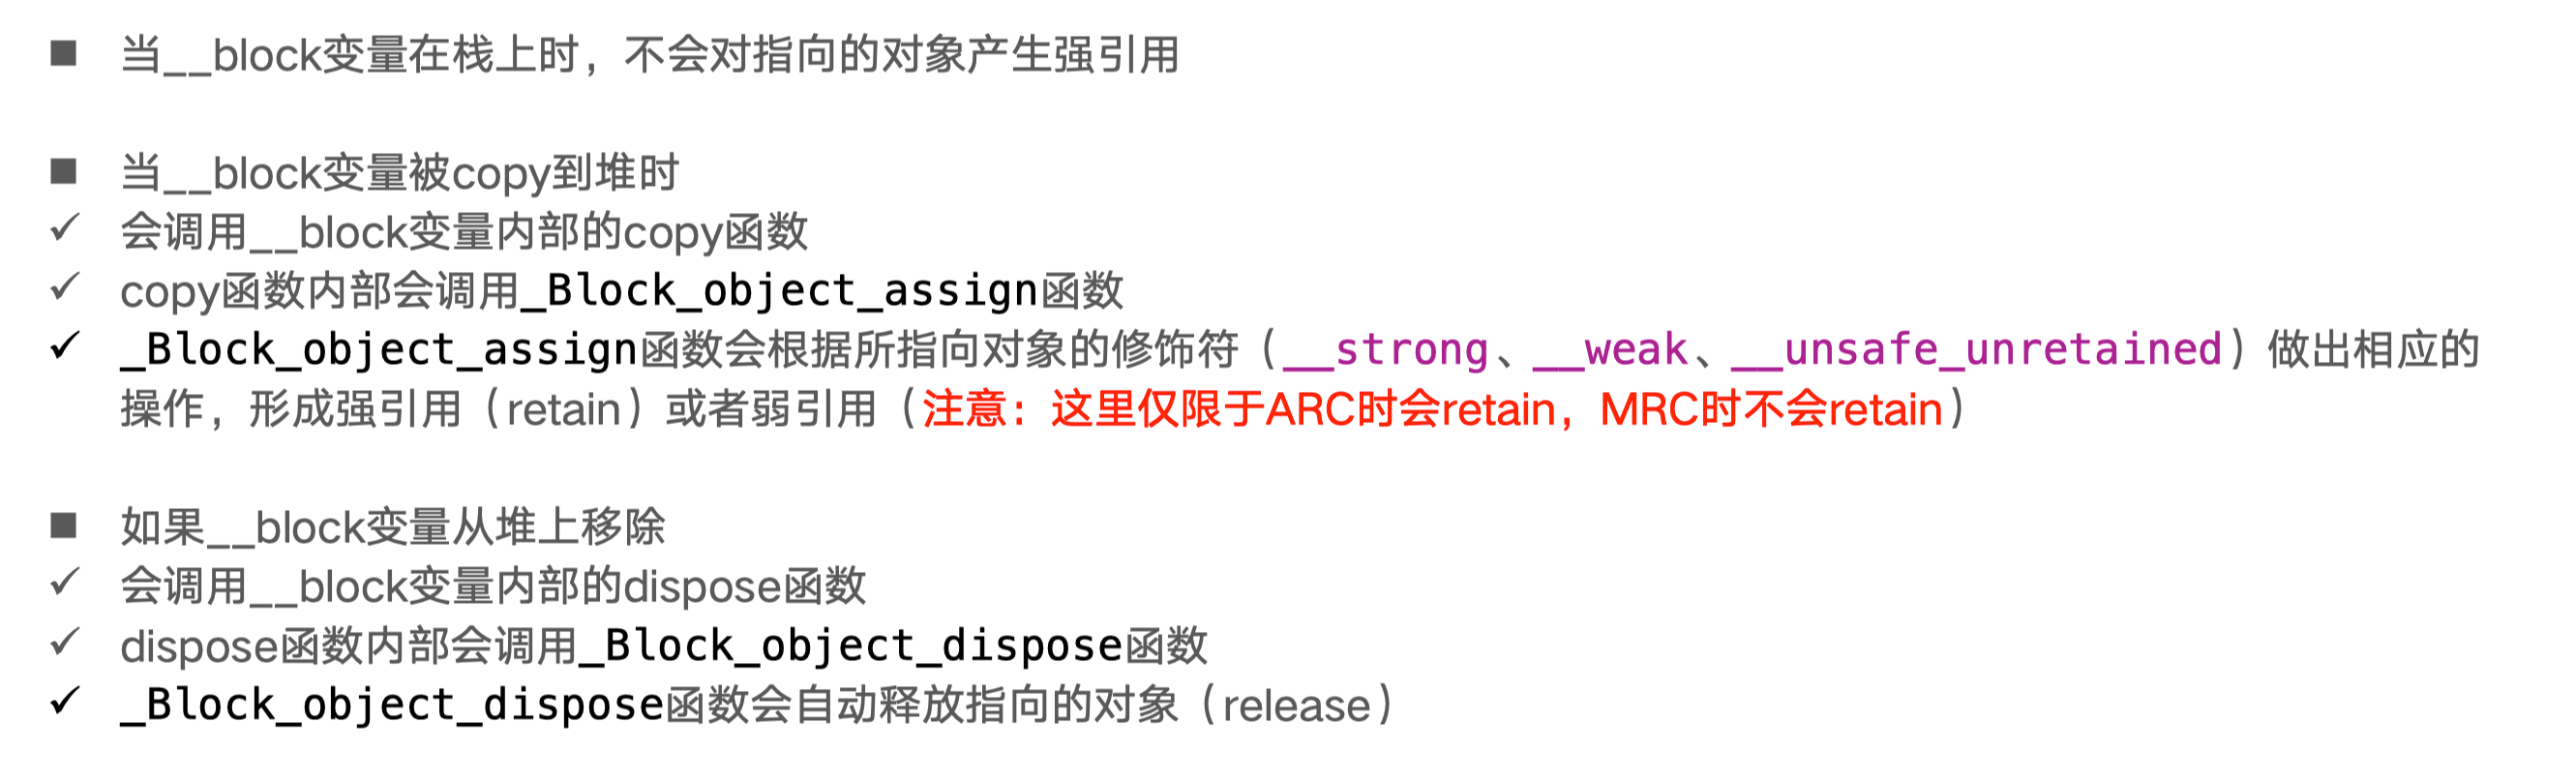 ■ 当__block变量在栈上时，不会对指向的对象产生强引用
■ 当__block变量被copy到堆时
✓ 会调用__block变量内部的copy函数
✓ copy函数内部会调用_Block_object_assign函数
✓ _Block_object_assign函数会根据所指向对象的修饰符（__strong、__weak、__unsafe_unretained）做出相应的
操作，形成强引用（retain）或者弱引用（注意：这里仅限于ARC时会retain，MRC时不会retain）
■ 如果__block变量从堆上移除
✓ 会调用__block变量内部的dispose函数
✓ dispose函数内部会调用_Block_object_dispose函数
✓ _Block_object_dispose函数会自动释放指向的对象（release）